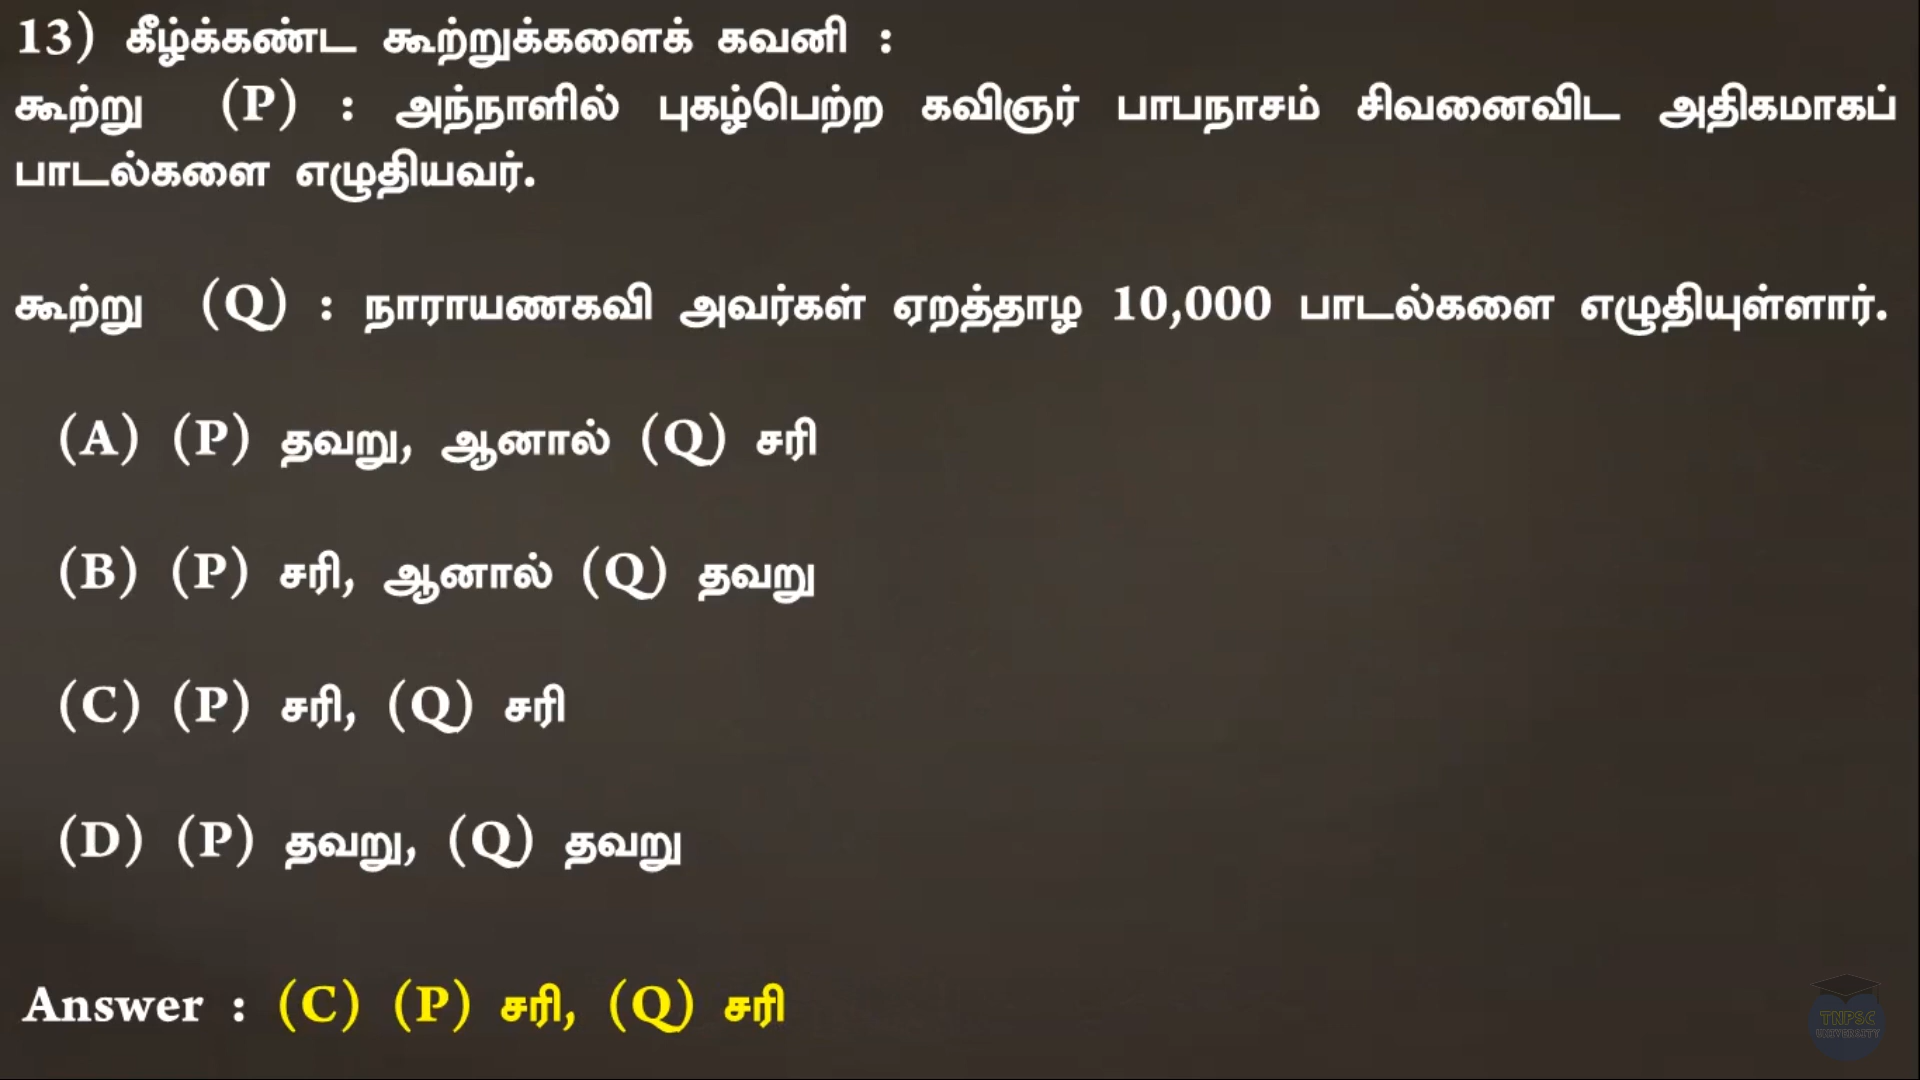 13) கீழ்க்கண்ட கூற்றுக்களைக் கவனி :
கூற்று (P) : அந்நாளில் புகழ்பெற்ற கவிஞர் பாபநாசம் சிவனைவிட அதிகமாகப்
பாடல்களை எழுதியவர்.
கூற்று (Q) : நாராயணகவி அவர்கள் ஏறத்தாழ 10,000 பாடல்களை எழுதியுள்ளார்.
(A) (P) தவறு, ஆனால் (Q) சரி
(B) (P) சரி, ஆனால் (Q) தவறு
(C) (P) சரி, (Q) சரி
(D) (P) தவறு, (Q) தவறு
Answer : (C) (P) சரி, (Q) சரி
TNPSC
UNIVERSITY